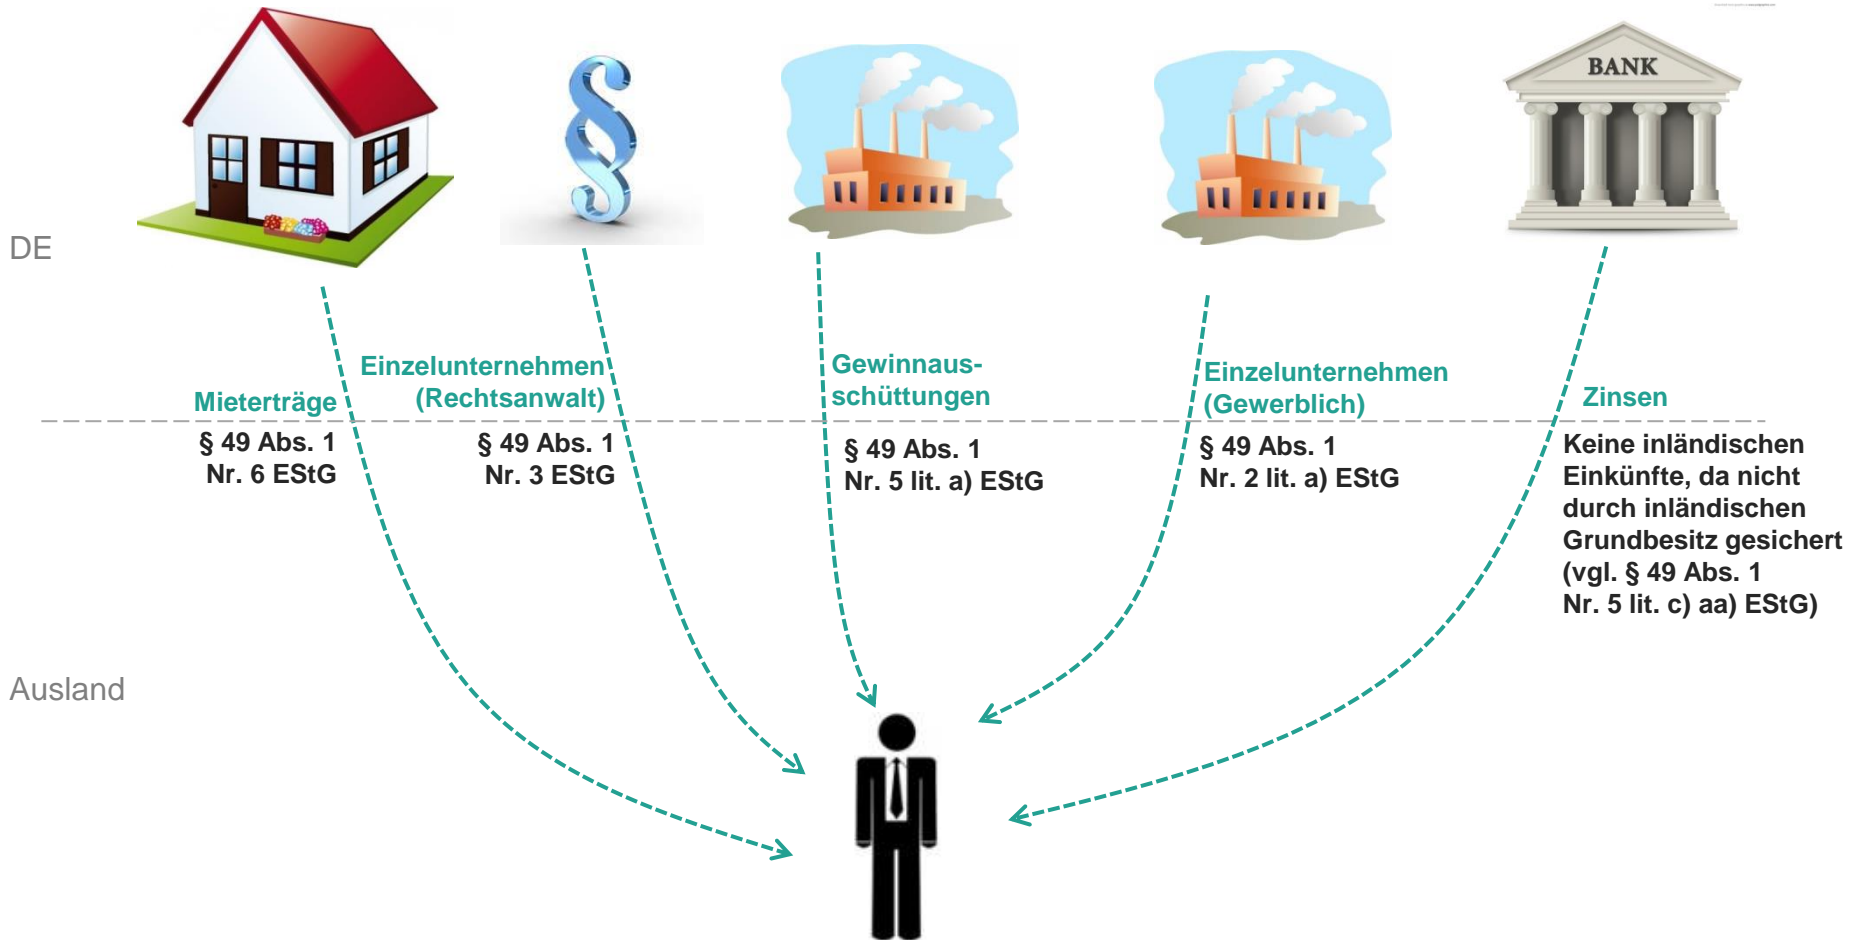 BANK
DE
Mieterträge
§ 49 Abs. 1
Nr. 6 EStG
Einzelunternehmen
(Rechtsanwalt)
§ 49 Abs. 1
Nr. 3 EStG
Gewinnaus-
schüttungen
§ 49 Abs. 1
Nr. 5 lit. a) EStG
Einzelunternehmen
(Gewerblich)
§ 49 Abs. 1
Nr. 2 lit. a) EStG
Zinsen
Keine inländischen
Einkünfte, da nicht
durch inländischen
Grundbesitz gesichert
(vgl. § 49 Abs. 1
Nr. 5 lit. c) aa) EStG)
Ausland